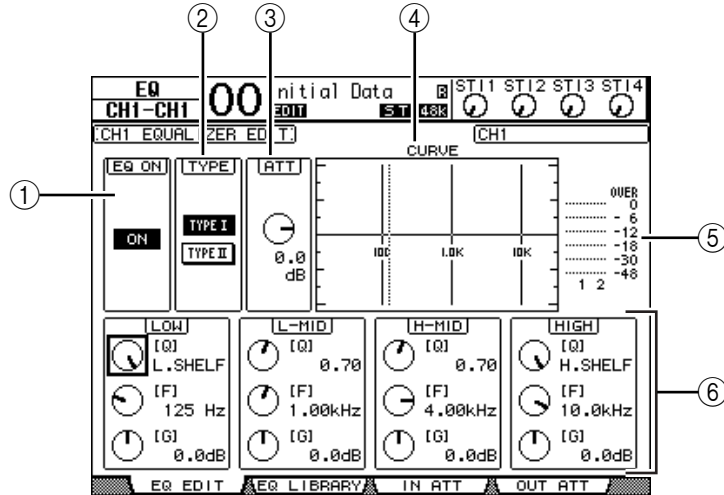 ② ③ ④
EQ
CH1-CH1
00
nitial Data
EDIT
R
ST 48K
STI1 STI2 STI3 STI4
CH1 EQUAL ZER EDIT
CH1
①
EQ ON
ON
TYPE
TYPE I
TYPE II
ATT
0.0
dB
CURVE
100 1.0K 10K
OVER
0
- 6
-12
-18
-30
-48
1 2
⑤
LOW
[Q]
L.SHELF
[F]
125 Hz
[G]
0.0dB
L-MID
[Q]
0.70
[F]
1.00kHz
[G]
0.0dB
H-MID
[Q]
0.70
[F]
4.00kHz
[G]
0.0dB
HIGH
[Q]
H.SHELF
[F]
10.0kHz
[G]
0.0dB
⑥
EQ EDIT EQ LIBRARY IN ATT OUT ATT